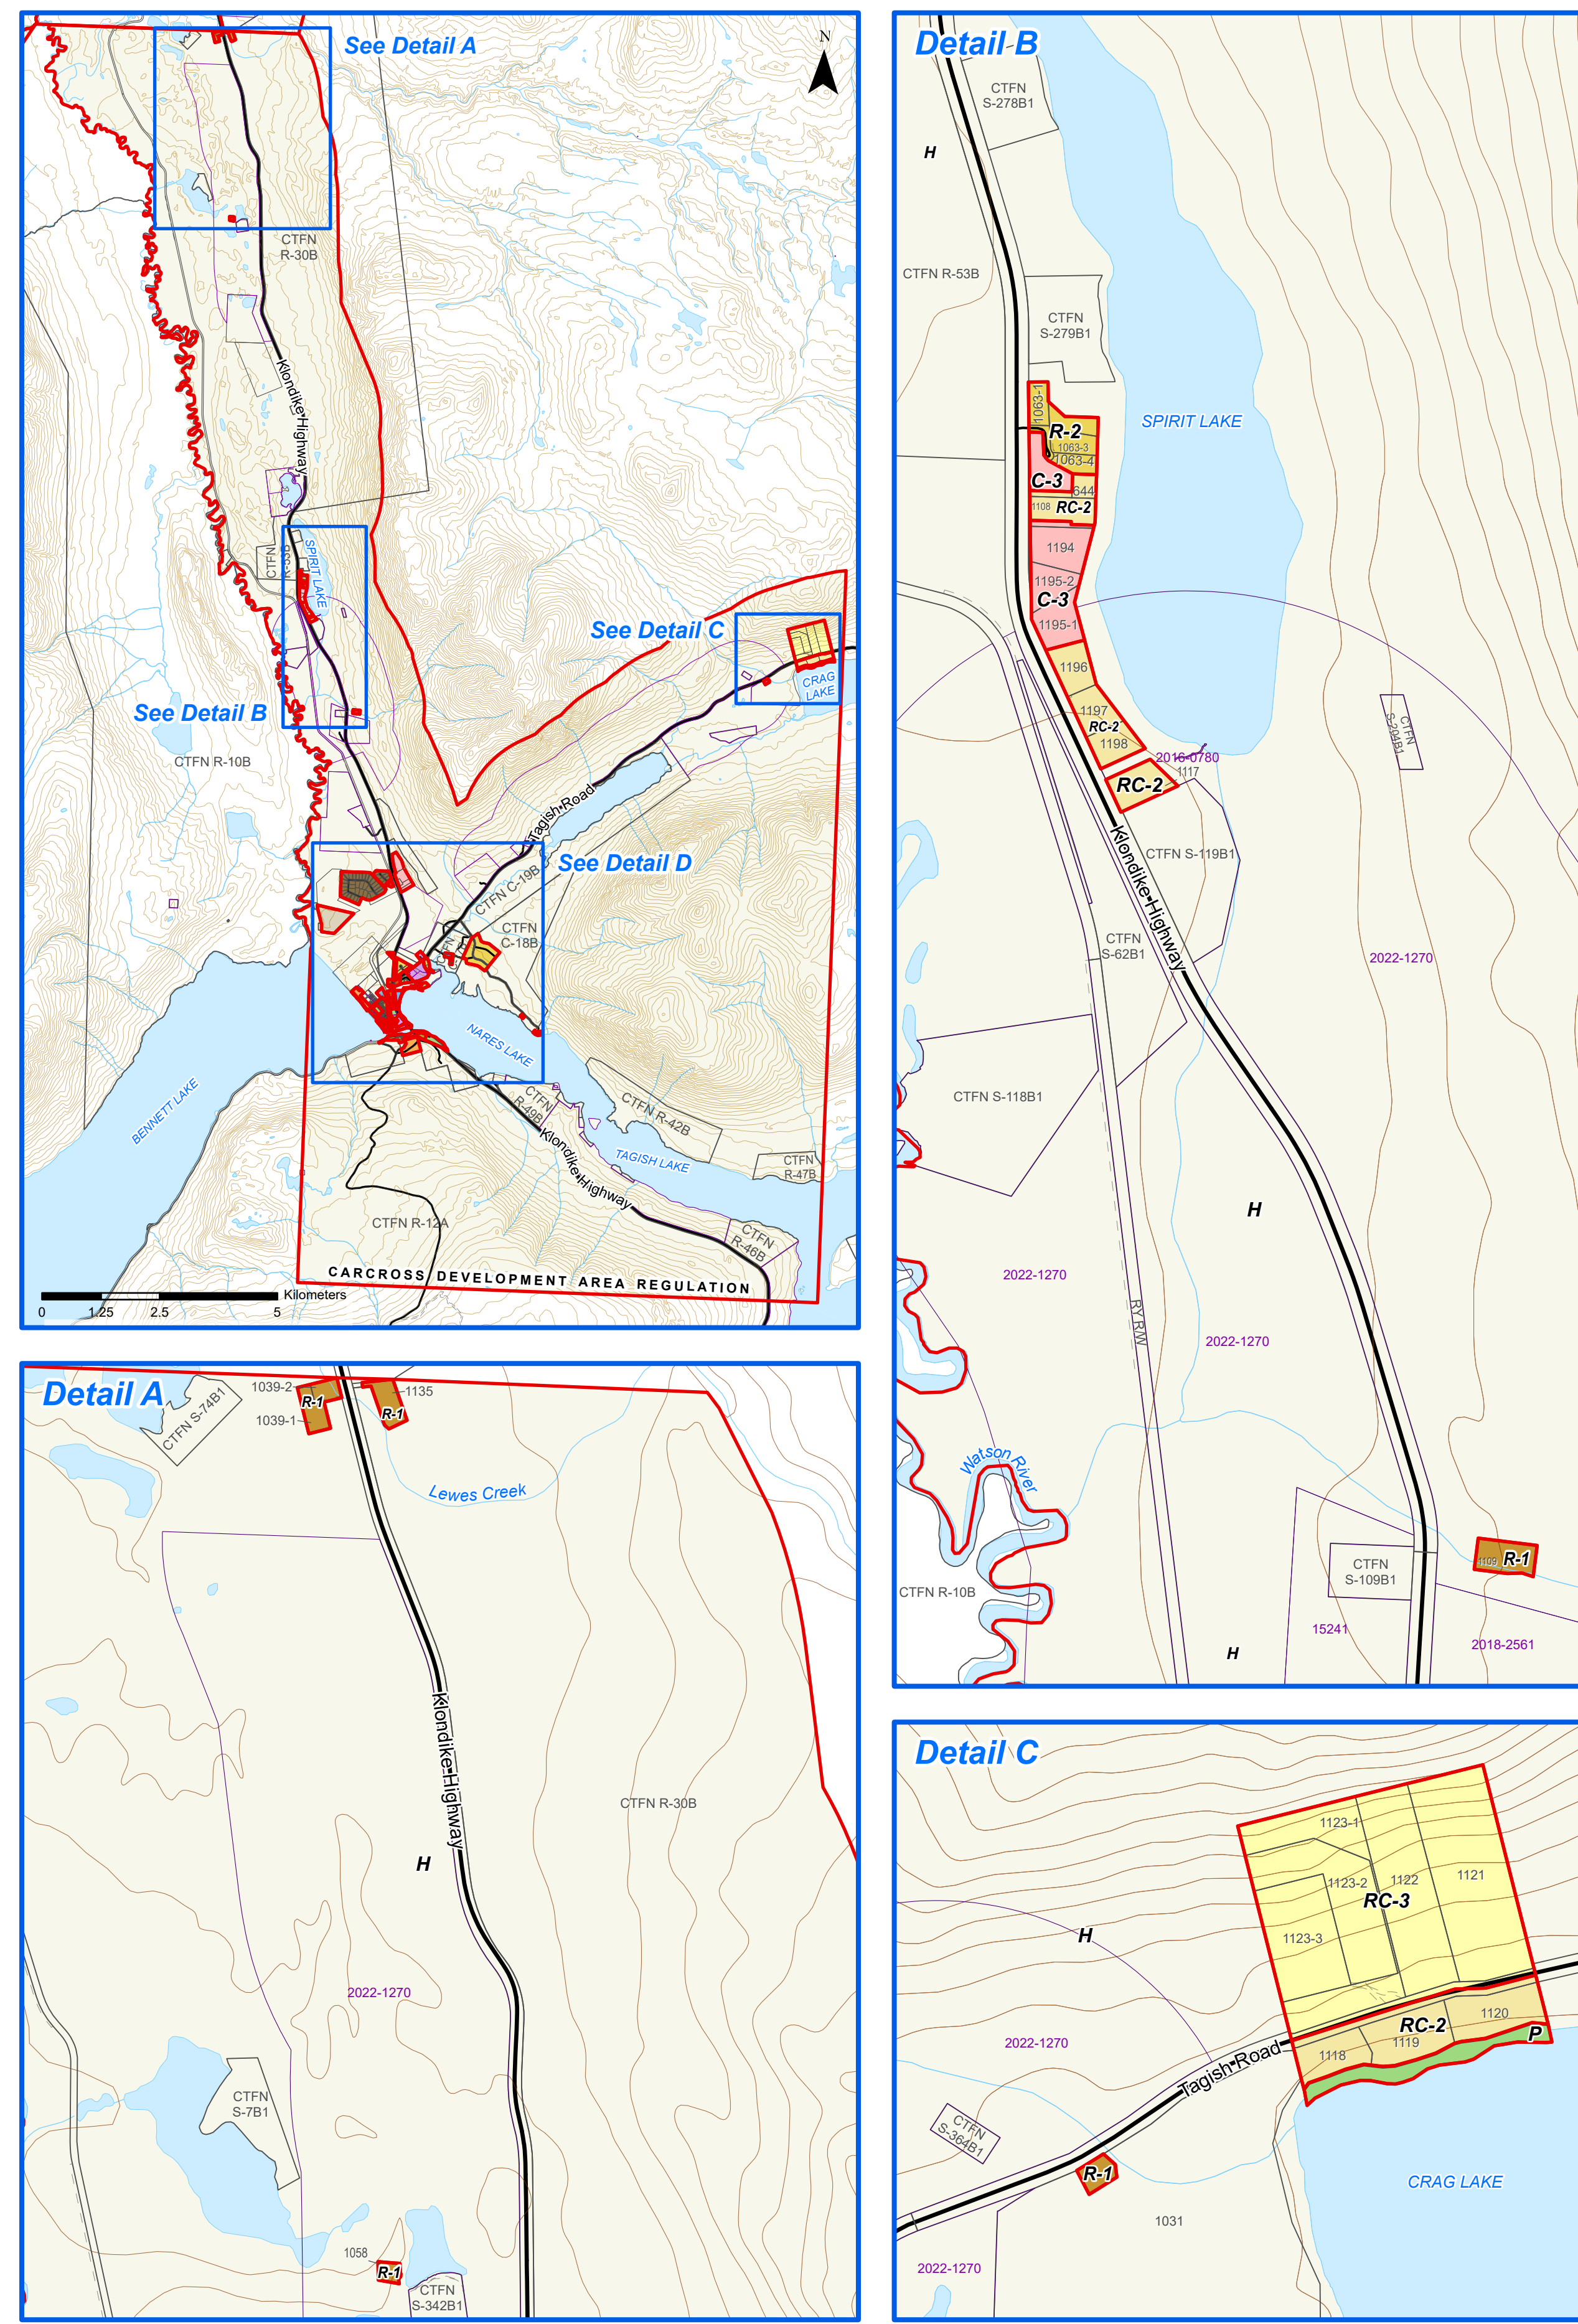 See Detail A
N
CTFN
R-30B
Klondike Highway
CTFN
R-53B
SPIRIT LAKE
See Detail C
CRAG
LAKE
See Detail B
CTFN R-10B
Tagish Road
See Detail D
CTFN C-19B
CTFN
C-18B
NARES LAKE
BENNETT LAKE
CTFN
R-49B
CTFN R-42B
Klondike Highway
TAGISH LAKE
CTFN
R-47B
CTFN R-12A
CTFN
R-46B
CARCROSS DEVELOPMENT AREA REGULATION
Kilometers
0 1.25 2.5 5
Detail A
1039-2
R-1
1135
R-1
1039-1
CTFN S-74B1
Lewes Creek
Klondike Highway
CTFN R-30B
H
2022-1270
CTFN
S-7B1
1058
R-1
CTFN
S-342B1
Detail B
CTFN
S-278B1
H
CTFN R-53B
CTFN
S-279B1
1063-1
SPIRIT LAKE
R-2
1063-3
1063-4
C-3
644
1108
RC-2
1194
1195-2
C-3
1195-1
1196
1197
RC-2
1198
2016-0780
1117
RC-2
CTFN
S-204B1
Klondike Highway
CTFN S-119B1
CTFN
S-62B1
2022-1270
CTFN S-118B1
H
2022-1270
RY R/W
2022-1270
Watson River
CTFN R-10B
CTFN
S-109B1
1109
R-1
15241
2018-2561
H
Detail C
1123-1
1123-2
1122
1121
RC-3
1123-3
H
1120
RC-2
P
1119
1118
2022-1270
Tagish Road
CTFN
S-364B1
R-1
CRAG LAKE
1031
2022-1270